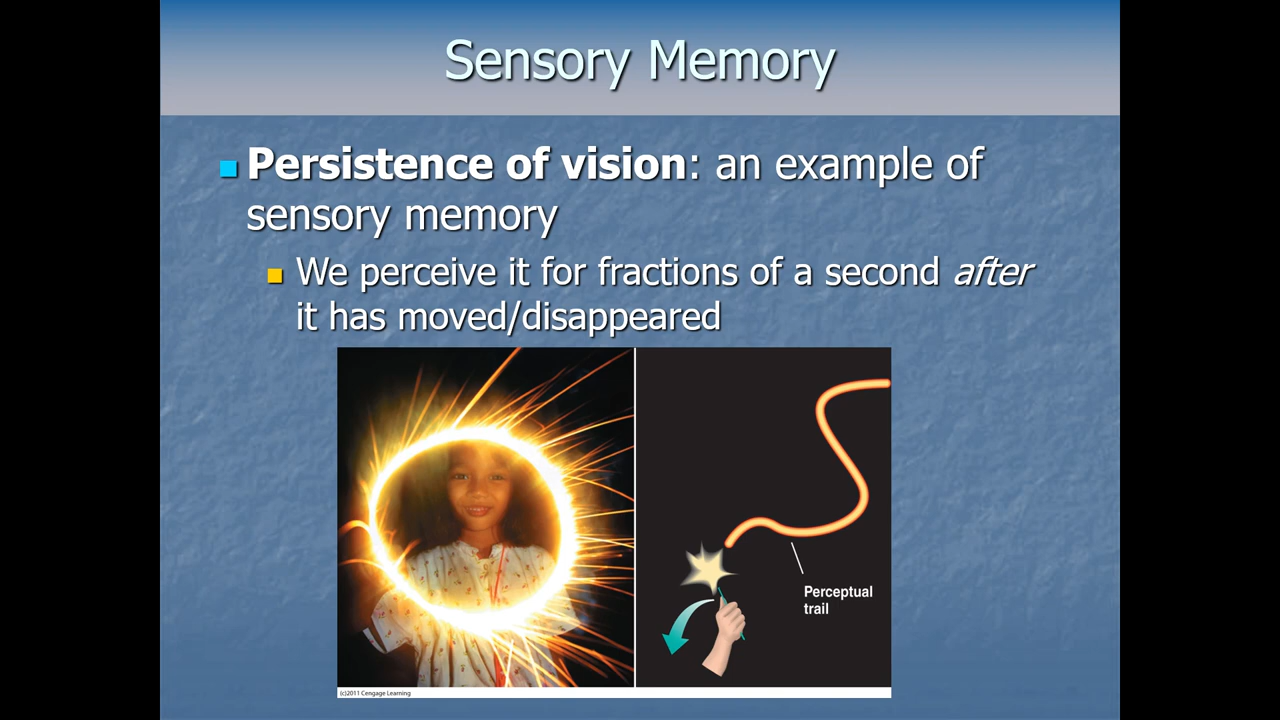 Sensory Memory
Persistence of vision: an example of
sensory memory
We perceive it for fractions of a second after
it has moved/disappeared
Perceptual
trail
(c)2011 Cengage Learning